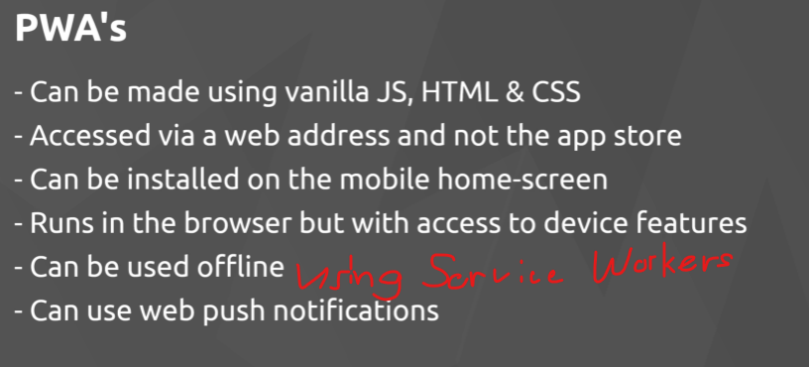 PWA's
- Can be made using vanilla JS, HTML & CSS
- Accessed via a web address and not the app store
- Can be installed on the mobile home-screen
- Runs in the browser but with access to device features
- Can be used offline using Service Workers
- Can use web push notifications